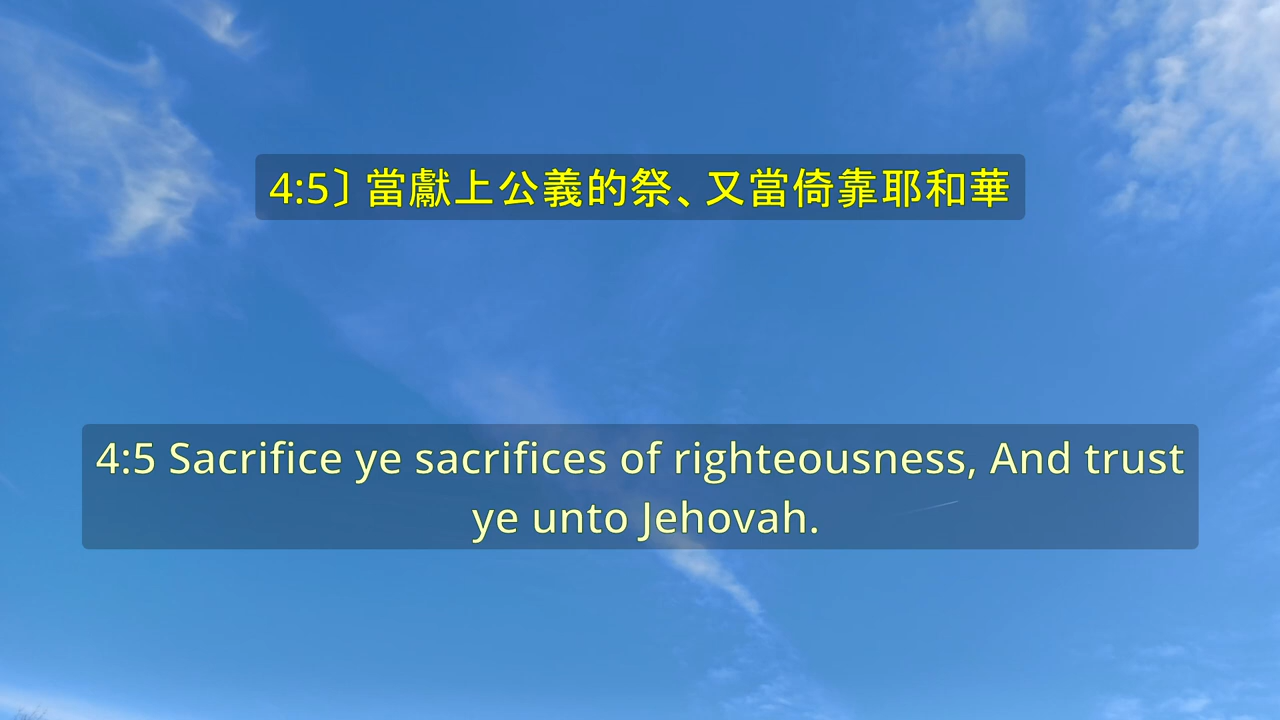 4:5〕當獻上公義的祭、又當倚靠耶和華
4:5 Sacrifice ye sacrifices of righteousness, And trust
ye unto Jehovah.